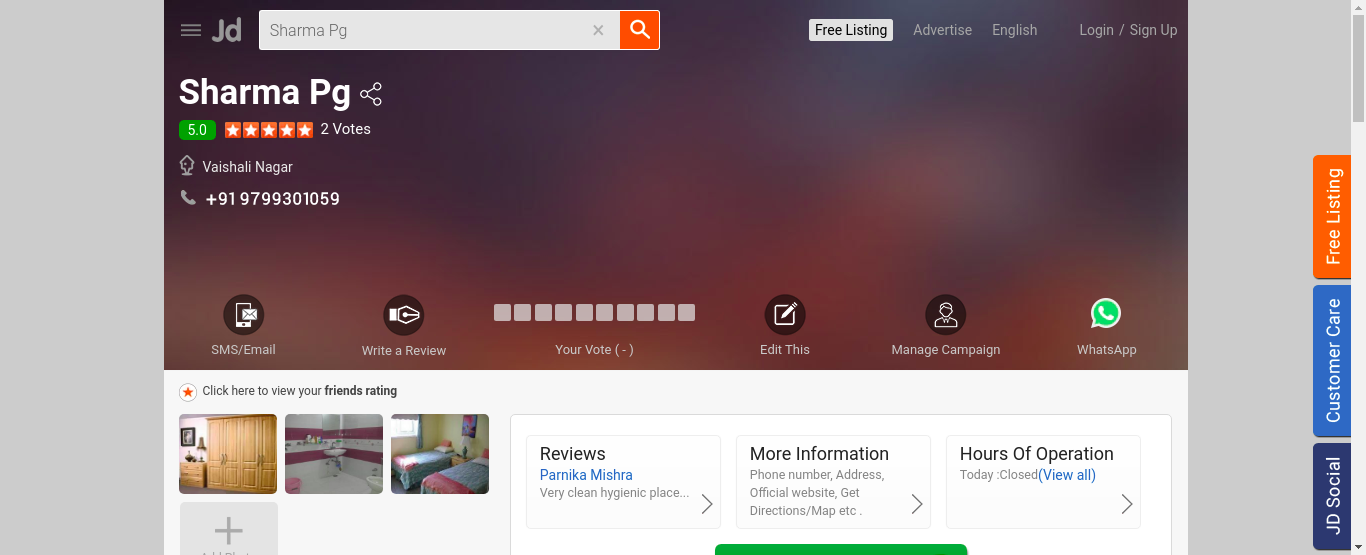 Jd
Sharma Pg
Free Listing
Advertise
English
Login / Sign Up
Sharma Pg
5.0
2 Votes
Vaishali Nagar
+91 9799301059
SMS/Email
Write a Review
Your Vote ( - )
Edit This
Manage Campaign
WhatsApp
Click here to view your friends rating
Reviews
Parnika Mishra
Very clean hygienic place...
More Information
Phone number, Address,
Official website, Get
Directions/Map etc .
Hours Of Operation
Today :Closed(View all)
Free Listing
Customer Care
JD Social